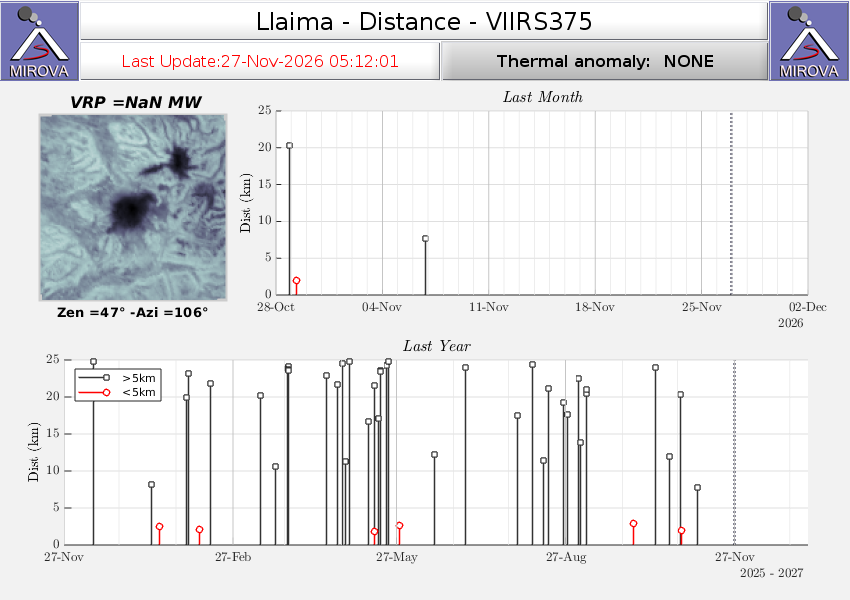 Llaima - Distance - VIIRS375
MIROVA
Last Update:27-Nov-2026 05:12:01
Thermal anomaly: NONE
MIROVA
VRP =NaN MW
Zen =47° -Azi =106°
Last Month
Dist (km)
25
20
15
10
5
0
28-Oct 04-Nov 11-Nov 18-Nov 25-Nov 02-Dec
2026
Last Year
Dist (km)
25
20
15
10
5
0
>5km
<5km
27-Nov 27-Feb 27-May 27-Aug 27-Nov
2025 - 2027